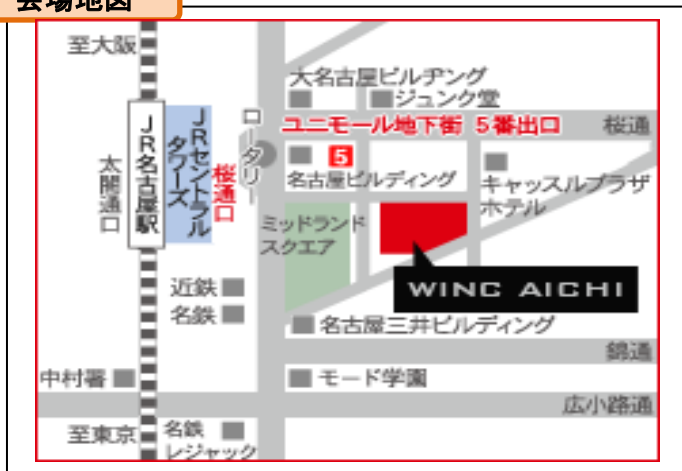 会場地図
至大阪
大名古屋ビルヂング
ジュンク堂
ユニモール地下街 5番出口
桜通
ロータリー
JR名古屋駅
JRセントラル
タワーズ
桜通口
太閤通口
5
名古屋ビルディング
キャッスルプラザ
ホテル
ミッドランド
スクエア
WINC AICHI
近鉄
名鉄
名古屋三井ビルディング
錦通
中村署
モード学園
広小路通
至東京
名鉄
レジャック